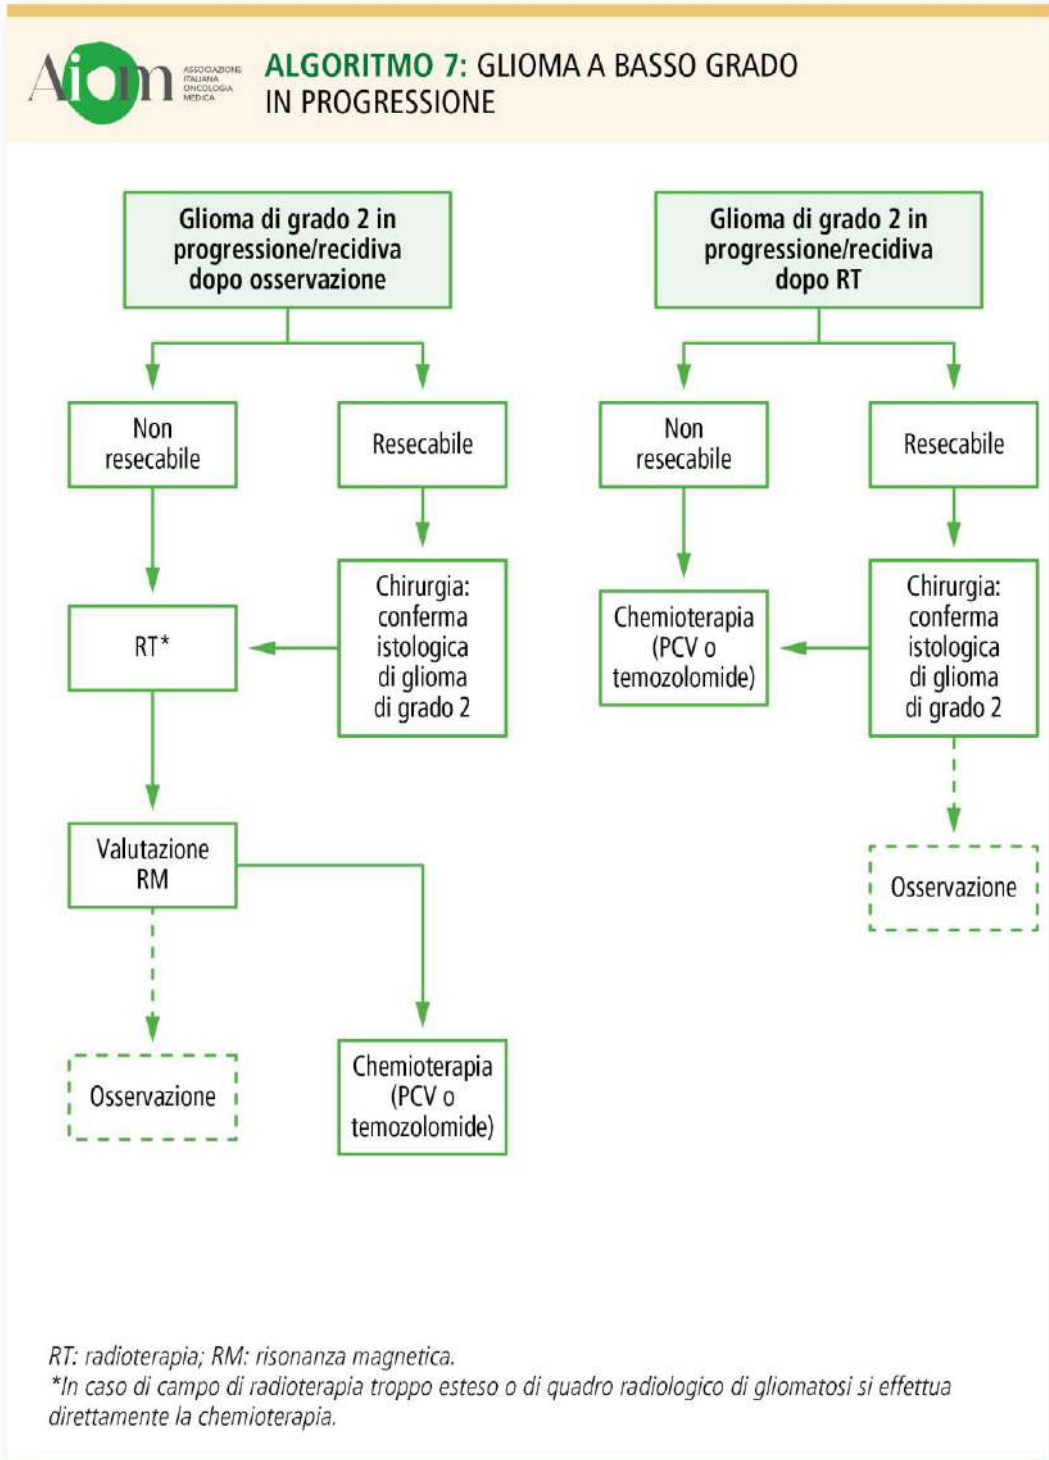 Aiom
ASSOCIAZIONE
ITALIANA
ONCOLOGIA
MEDICA
ALGORITMO 7: GLIOMA A BASSO GRADO
IN PROGRESSIONE
Glioma di grado 2 in
progressione/recidiva
dopo osservazione
Non
resecabile
Resecabile
RT*
Chirurgia:
conferma
istologica
di glioma
di grado 2
Valutazione
RM
Osservazione
Chemioterapia
(PCV o
temozolomide)
Glioma di grado 2 in
progressione/recidiva
dopo RT
Non
resecabile
Resecabile
Chemioterapia
(PCV o
temozolomide)
Chirurgia:
conferma
istologica
di glioma
di grado 2
Osservazione
RT: radioterapia; RM: risonanza magnetica.
*In caso di campo di radioterapia troppo esteso o di quadro radiologico di gliomatosi si effettua
direttamente la chemioterapia.